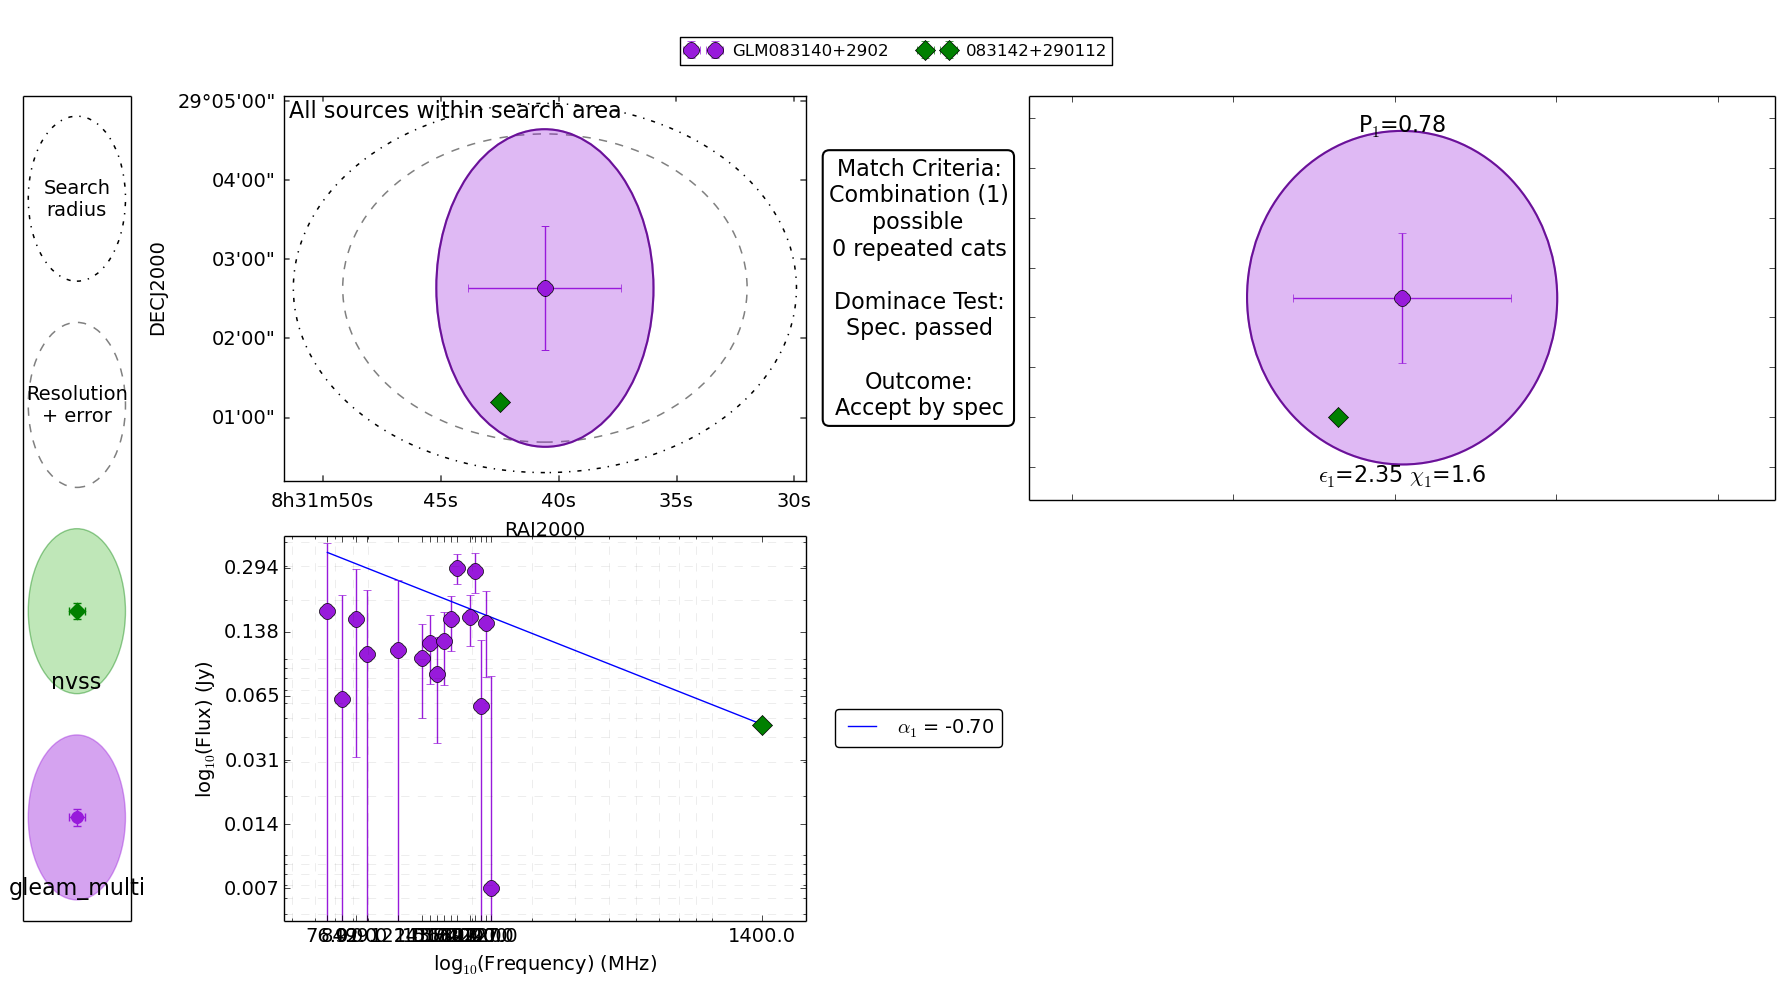 GLM083140+2902
083142+290112
Search
radius
Resolution
+ error
nvss
gleam_multi
All sources within search area
DECJ2000
29°05'00"
04'00"
03'00"
02'00"
01'00"
8h31m50s
45s
40s
35s
30s
RAJ2000
Match Criteria:
Combination (1)
possible
0 repeated cats
Dominace Test:
Spec. passed
Outcome:
Accept by spec
P₁=0.78
ϵ₁=2.35 χ₁=1.6
log₁₀(Flux) (Jy)
0.294
0.138
0.065
0.031
0.014
0.007
1400.0
log₁₀(Frequency) (MHz)
α₁ = -0.70